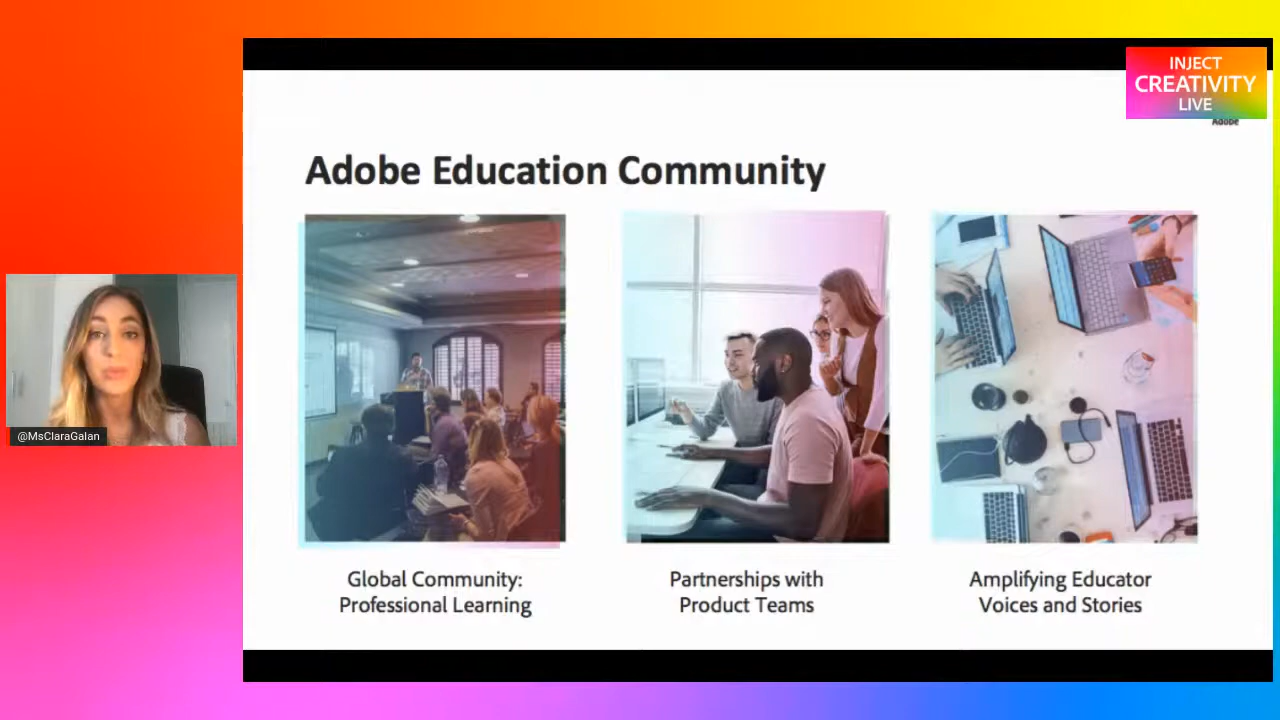 INJECT
CREATIVITY
LIVE
Adobe
Adobe Education Community
@MsClaraGalan
Global Community:
Professional Learning
Partnerships with
Product Teams
Amplifying Educator
Voices and Stories